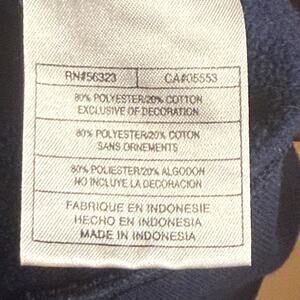 RN#56323 CA#05553
80% POLYESTER/20% COTTON
EXCLUSIVE OF DECORATION
80% POLYESTER/20% COTON
SANS ORNEMENTS
80% POLIESTER/20% ALGODON
NO INCLUYE LA DECORACION
FABRIQUE EN INDONESIE
HECHO EN INDONESIA
MADE IN INDONESIA